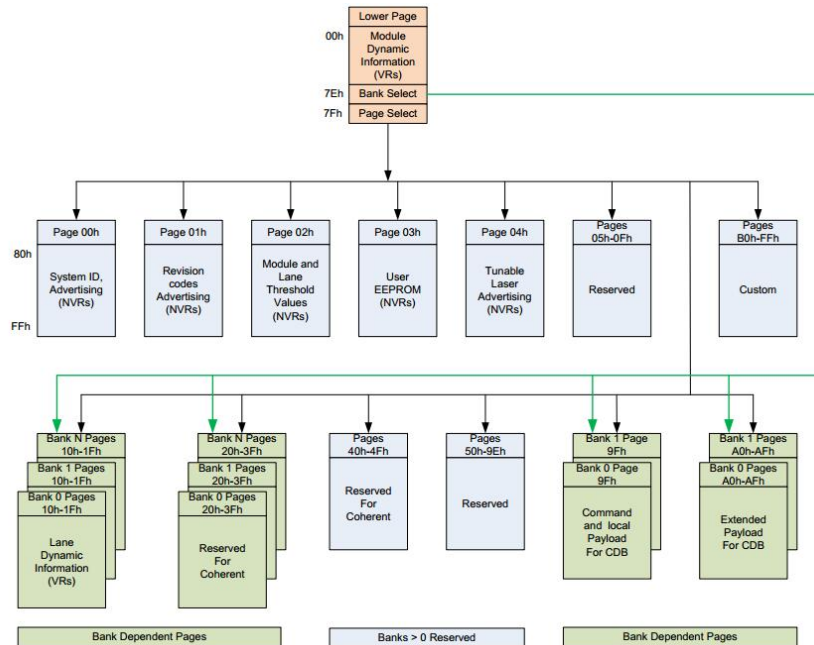 Lower Page
00h
Module
Dynamic
Information
(VRs)
7Eh
Bank Select
7Fh
Page Select
Page 00h
Page 01h
Page 02h
Page 03h
Page 04h
Pages
05h-0Fh
Pages
B0h-FFh
80h
System ID,
Advertising
(NVRs)
Revision
codes
Advertising
(NVRs)
Module and
Lane
Threshold
Values
(NVRs)
User
EEPROM
(NVRs)
Tunable
Laser
Advertising
(NVRs)
Reserved
Custom
FFh
Bank N Pages
10h-1Fh
Bank 1 Pages
10h-1Fh
Bank 0 Pages
10h-1Fh
Lane
Dynamic
Information
(VRs)
Bank N Pages
20h-3Fh
Bank 1 Pages
20h-3Fh
Bank 0 Pages
20h-3Fh
Reserved
For
Coherent
Pages
40h-4Fh
Reserved
For
Coherent
Pages
50h-9Eh
Reserved
Bank 1 Page
9Fh
Bank 0 Page
9Fh
Command
and local
Payload
For CDB
Bank 1 Pages
A0h-AFh
Bank 0 Pages
A0h-AFh
Extended
Payload
For CDB
Bank Dependent Pages
Banks > 0 Reserved
Bank Dependent Pages